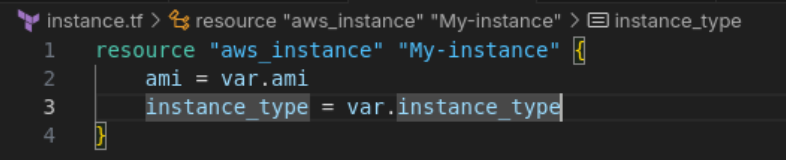 instance.tf > resource "aws_instance" "My-instance" > instance_type
1 resource "aws_instance" "My-instance" {
2     ami = var.ami
3     instance_type = var.instance_type
4 }